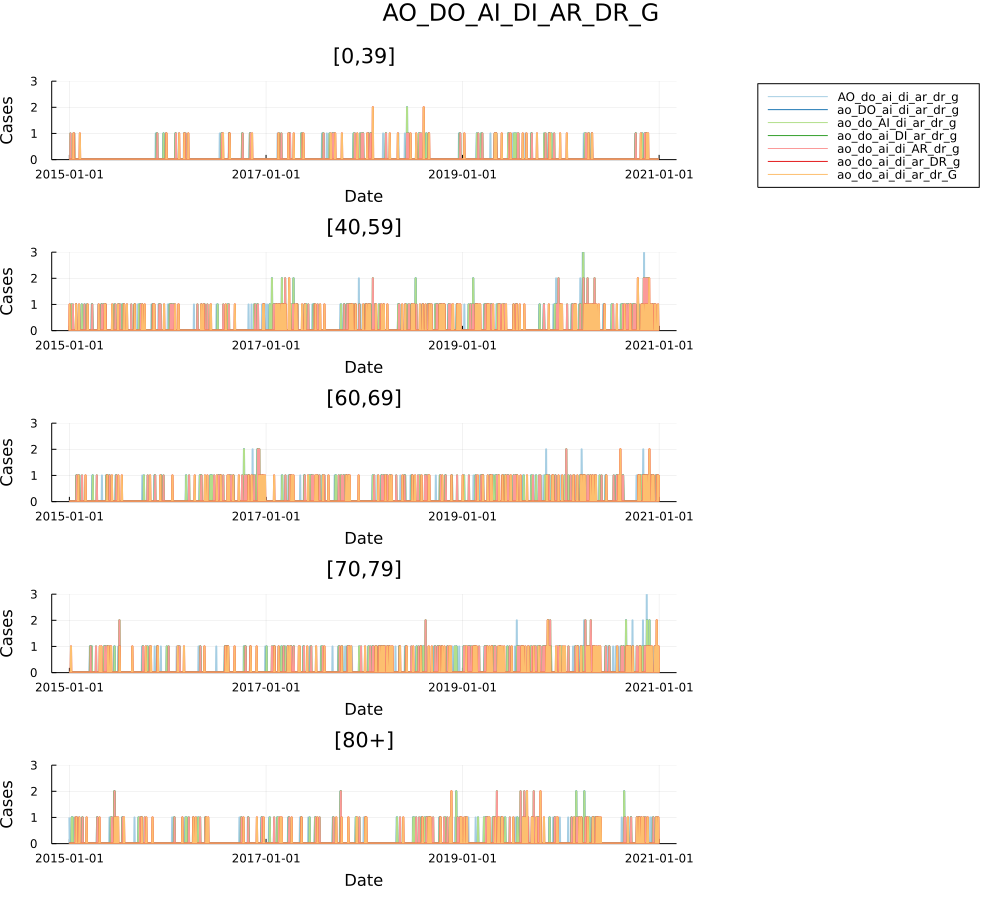 AO_DO_AI_DI_AR_DR_G
[0,39]
3
2
1
0
Cases
2015-01-01 2017-01-01 2019-01-01 2021-01-01
Date
AO_do_ai_di_ar_dr_g
ao_DO_ai_di_ar_dr_g
ao_do_AI_di_ar_dr_g
ao_do_ai_DI_ar_dr_g
ao_do_ai_di_AR_dr_g
ao_do_ai_di_ar_DR_g
ao_do_ai_di_ar_dr_G
[40,59]
3
2
1
0
Cases
2015-01-01 2017-01-01 2019-01-01 2021-01-01
Date
[60,69]
3
2
1
0
Cases
2015-01-01 2017-01-01 2019-01-01 2021-01-01
Date
[70,79]
3
2
1
0
Cases
2015-01-01 2017-01-01 2019-01-01 2021-01-01
Date
[80+]
3
2
1
0
Cases
2015-01-01 2017-01-01 2019-01-01 2021-01-01
Date